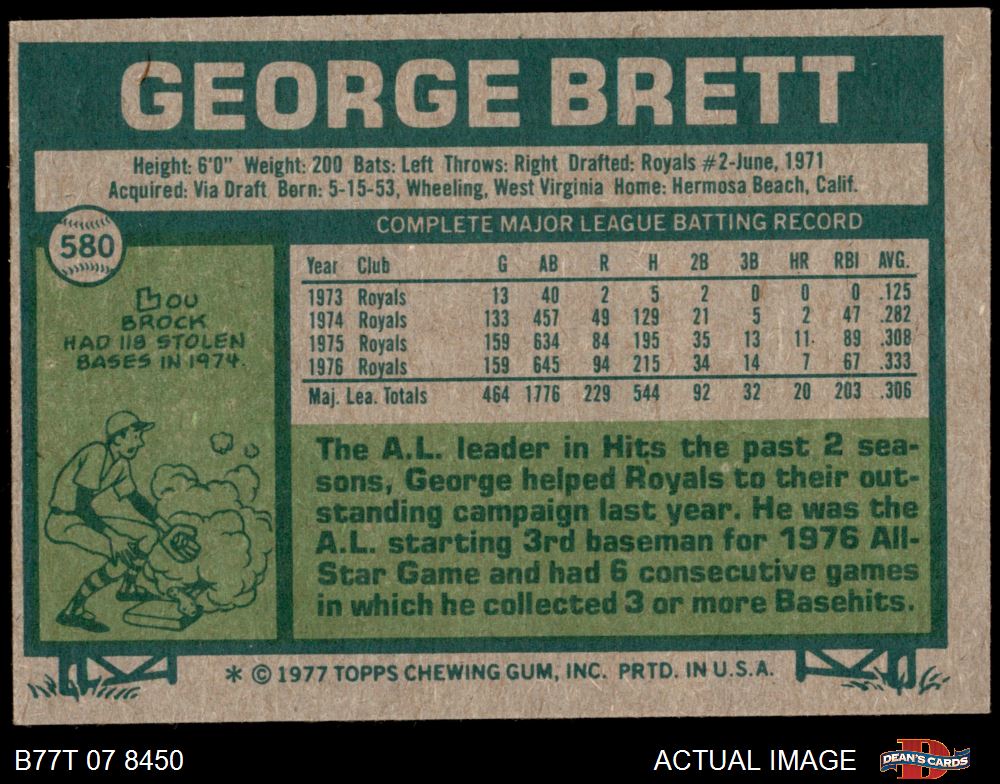 GEORGE BRETT
Height: 6'0" Weight: 200 Bats: Left Throws: Right Drafted: Royals #2-June, 1971
Acquired: Via Draft Born: 5-15-53, Wheeling, West Virginia Home: Hermosa Beach, Calif.
580
COMPLETE MAJOR LEAGUE BATTING RECORD
LOU
BROCK
HAD 118 STOLEN
BASES IN 1974.
Year Club G AB R H 2B 3B HR RBI AVG.
1973 Royals 13 40 2 5 2 0 0 0 .125
1974 Royals 133 457 49 129 21 5 2 47 .282
1975 Royals 159 634 84 195 35 13 11 89 .308
1976 Royals 159 645 94 215 34 14 7 67 .333
Maj. Lea. Totals 464 1776 229 544 92 32 20 203 .306
The A.L. leader in Hits the past 2 sea-
sons, George helped Royals to their out-
standing campaign last year. He was the
A.L. starting 3rd baseman for 1976 All-
Star Game and had 6 consecutive games
in which he collected 3 or more Basehits.
* © 1977 TOPPS CHEWING GUM, INC. PRTD. IN U.S.A.
B77T 07 8450
ACTUAL IMAGE
DEAN'S CARDS